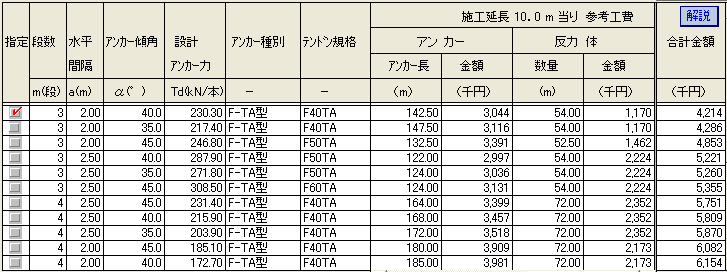 施工延長 10.0m当り 参考工費 解説
指定 段数 水平 アンカー傾角 設計 アンカー種別 テンドン規格 アンカー 反力体 合計金額
間隔 アンカー力 アンカー長 金額 数量 金額
m(段) a(m) α(°) Td(kN/本) － － (m) (千円) (m) (千円) (千円)
3 2.00 40.0 230.30 F-TA型 F40TA 142.50 3,044 54.00 1,170 4,214
3 2.00 35.0 217.40 F-TA型 F40TA 147.50 3,116 54.00 1,170 4,286
3 2.00 45.0 246.80 F-TA型 F50TA 132.50 3,391 52.50 1,462 4,853
3 2.50 40.0 287.90 F-TA型 F50TA 122.00 2,997 54.00 2,224 5,221
3 2.50 35.0 271.80 F-TA型 F50TA 124.00 3,036 54.00 2,224 5,260
3 2.50 45.0 308.50 F-TA型 F60TA 124.00 3,131 54.00 2,224 5,355
4 2.50 45.0 231.40 F-TA型 F40TA 164.00 3,399 72.00 2,352 5,751
4 2.50 40.0 215.90 F-TA型 F40TA 168.00 3,457 72.00 2,352 5,809
4 2.50 35.0 203.90 F-TA型 F40TA 172.00 3,518 72.00 2,352 5,870
4 2.00 45.0 185.10 F-TA型 F40TA 180.00 3,909 72.00 2,173 6,082
4 2.00 40.0 172.70 F-TA型 F40TA 185.00 3,981 72.00 2,173 6,154